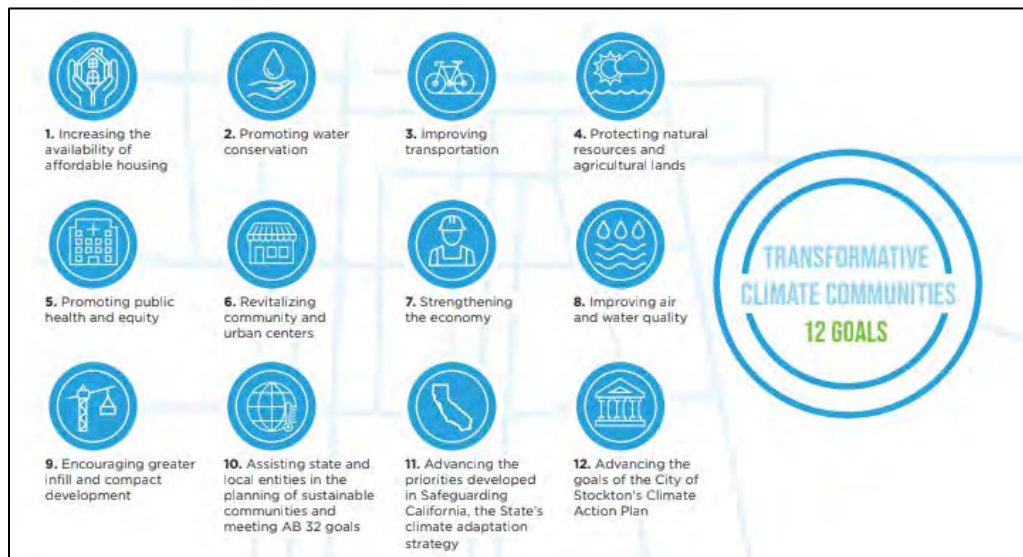 1. Increasing the
availability of
affordable housing
2. Promoting water
conservation
3. Improving
transportation
4. Protecting natural
resources and
agricultural lands
5. Promoting public
health and equity
6. Revitalizing
community and
urban centers
7. Strengthening
the economy
8. Improving air
and water quality
9. Encouraging greater
infill and compact
development
10. Assisting state and
local entities in the
planning of sustainable
communities and
meeting AB 32 goals
11. Advancing the
priorities developed
in Safeguarding
California, the State's
climate adaptation
strategy
12. Advancing the
goals of the City of
Stockton's Climate
Action Plan
TRANSFORMATIVE
CLIMATE COMMUNITIES
12 GOALS